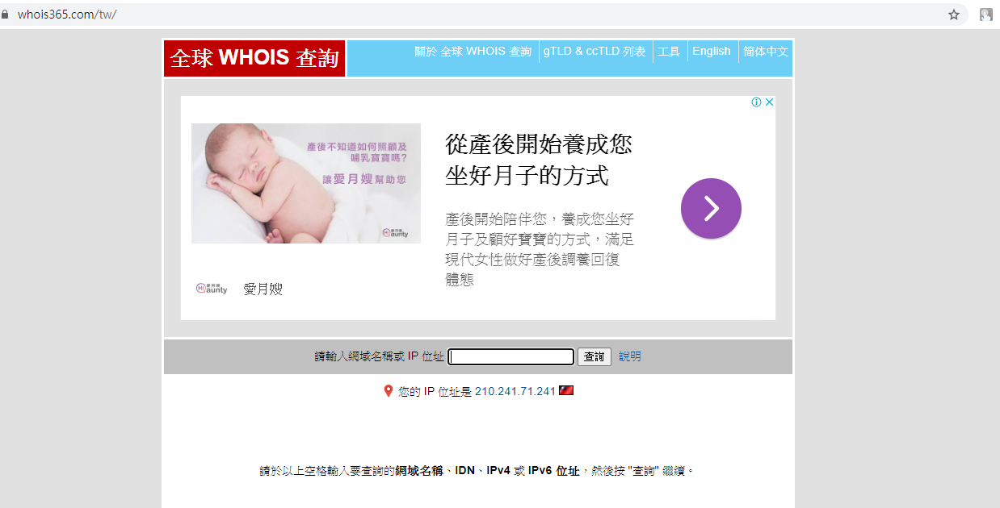 whois365.com/tw/
全球 WHOIS 查詢
關於 全球 WHOIS 查詢
gTLD & ccTLD 列表
工具
English
简体中文
產後不知道如何照顧及
哺乳寶寶嗎?
讓愛月嫂幫助您
Hi 愛月嫂 aunty
從產後開始養成您
坐好月子的方式
產後開始陪伴您，養成您坐好
月子及顧好寶寶的方式，滿足
現代女性做好產後調養回復
體態
Hi 愛月嫂 aunty
愛月嫂
請輸入網域名稱或 IP 位址
查詢
說明
您的 IP 位址是 210.241.71.241
請於以上空格輸入要查詢的網域名稱、IDN、IPv4 或 IPv6 位址，然後按 "查詢" 繼續。